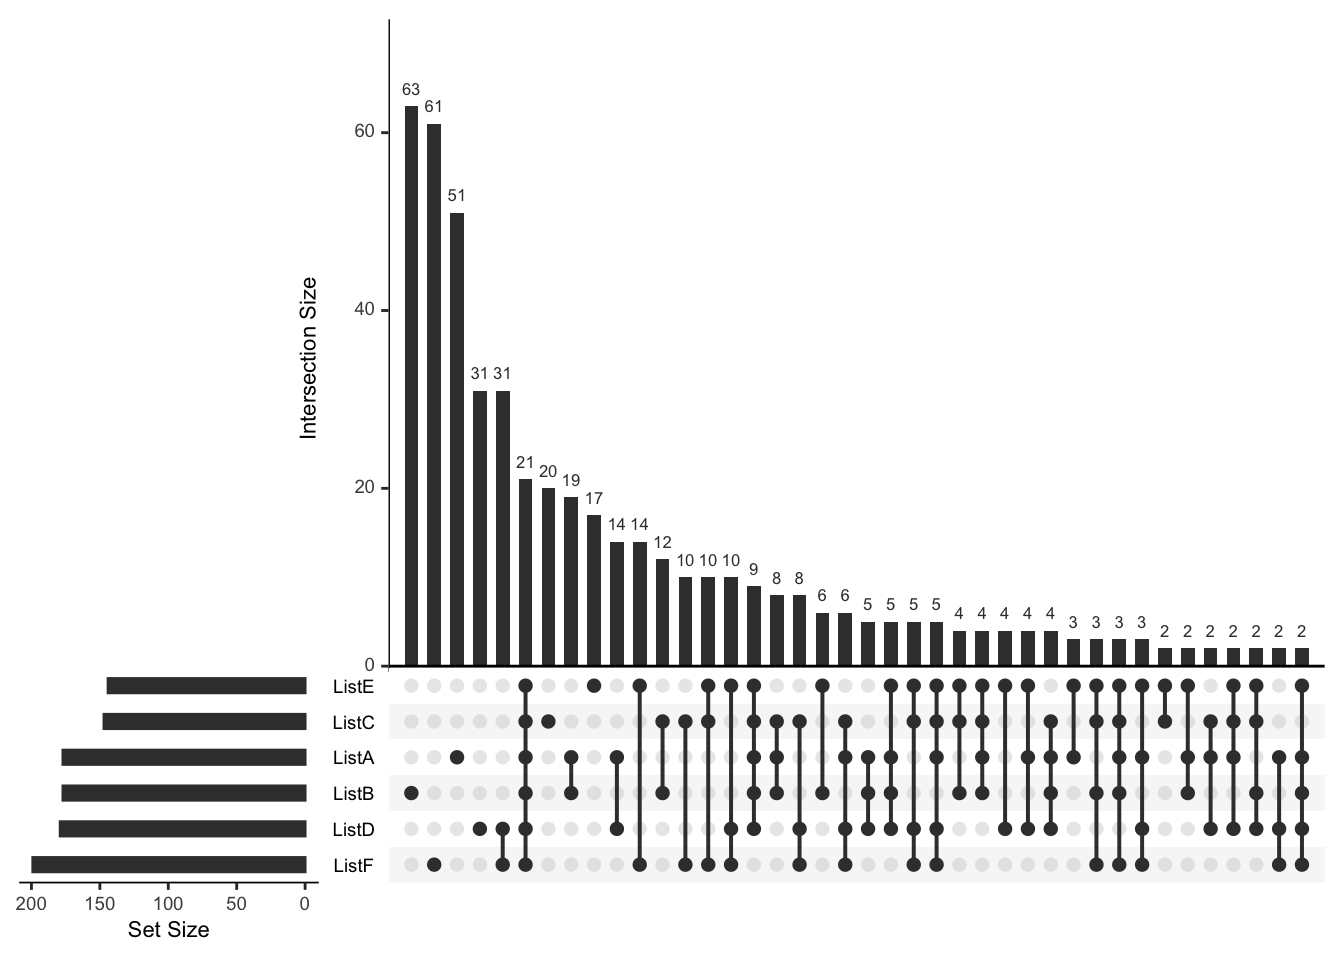 63
61
60
51
Intersection Size
40
31 31
21
20
20
19
17
14 14
12
10 10 10
9
8 8
6 6
5 5 5 5
4 4 4 4 4
3 3 3 3
2 2 2 2 2 2 2
0
ListE
ListC
ListA
ListB
ListD
ListF
200 150 100 50 0
Set Size